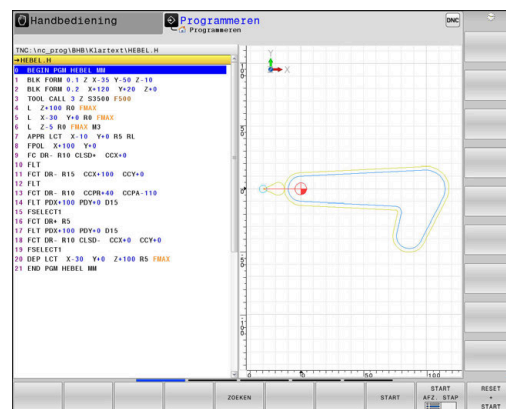 Handbediening
Programmeren
Programmeren
DNC
TNC:\nc_prog\BHB\Klartext\HEBEL.H
→HEBEL.H
0 BEGIN PGM HEBEL MM
1 BLK FORM 0.1 Z X-35 Y-50 Z-10
2 BLK FORM 0.2 X+120 Y+20 Z+0
3 TOOL CALL 3 Z S3500 F500
4 L Z+100 R0 FMAX
5 L X-30 Y+0 R0 FMAX
6 L Z-5 R0 FMAX M3
7 APPR LCT X-10 Y+0 R5 RL
8 FPOL X+100 Y+0
9 FC DR- R10 CLSD+ CCX+0
10 FLT
11 FCT DR- R15 CCX+100 CCY+0
12 FLT
13 FCT DR- R10 CCPR+40 CCPA-110
14 FLT PDX+100 PDY+0 D15
15 FSELECT1
16 FCT DR+ R5
17 FLT PDX+100 PDY+0 D15
18 FCT DR- R10 CLSD- CCX+0 CCY+0
19 FSELECT1
20 DEP LCT X-30 Y+0 Z+100 R5 FMAX
21 END PGM HEBEL MM
Y
X
0
50
100
ZOEKEN
START
START
AFZ. STAP
RESET
+
START